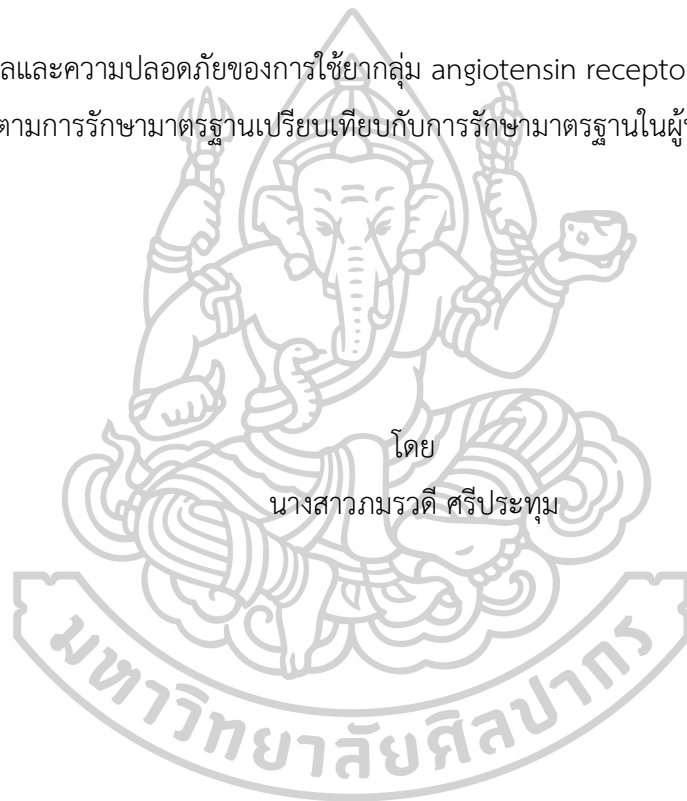 ลและความปลอดภัยของการใช้ยากลุ่ม angiotensin recepto
ตามการรักษามาตรฐานเปรียบเทียบกับการรักษามาตรฐานในผู้
โดย
นางสาวภมรวดี ศรีประทุม
มหาวิทยาลัยศิลปากร